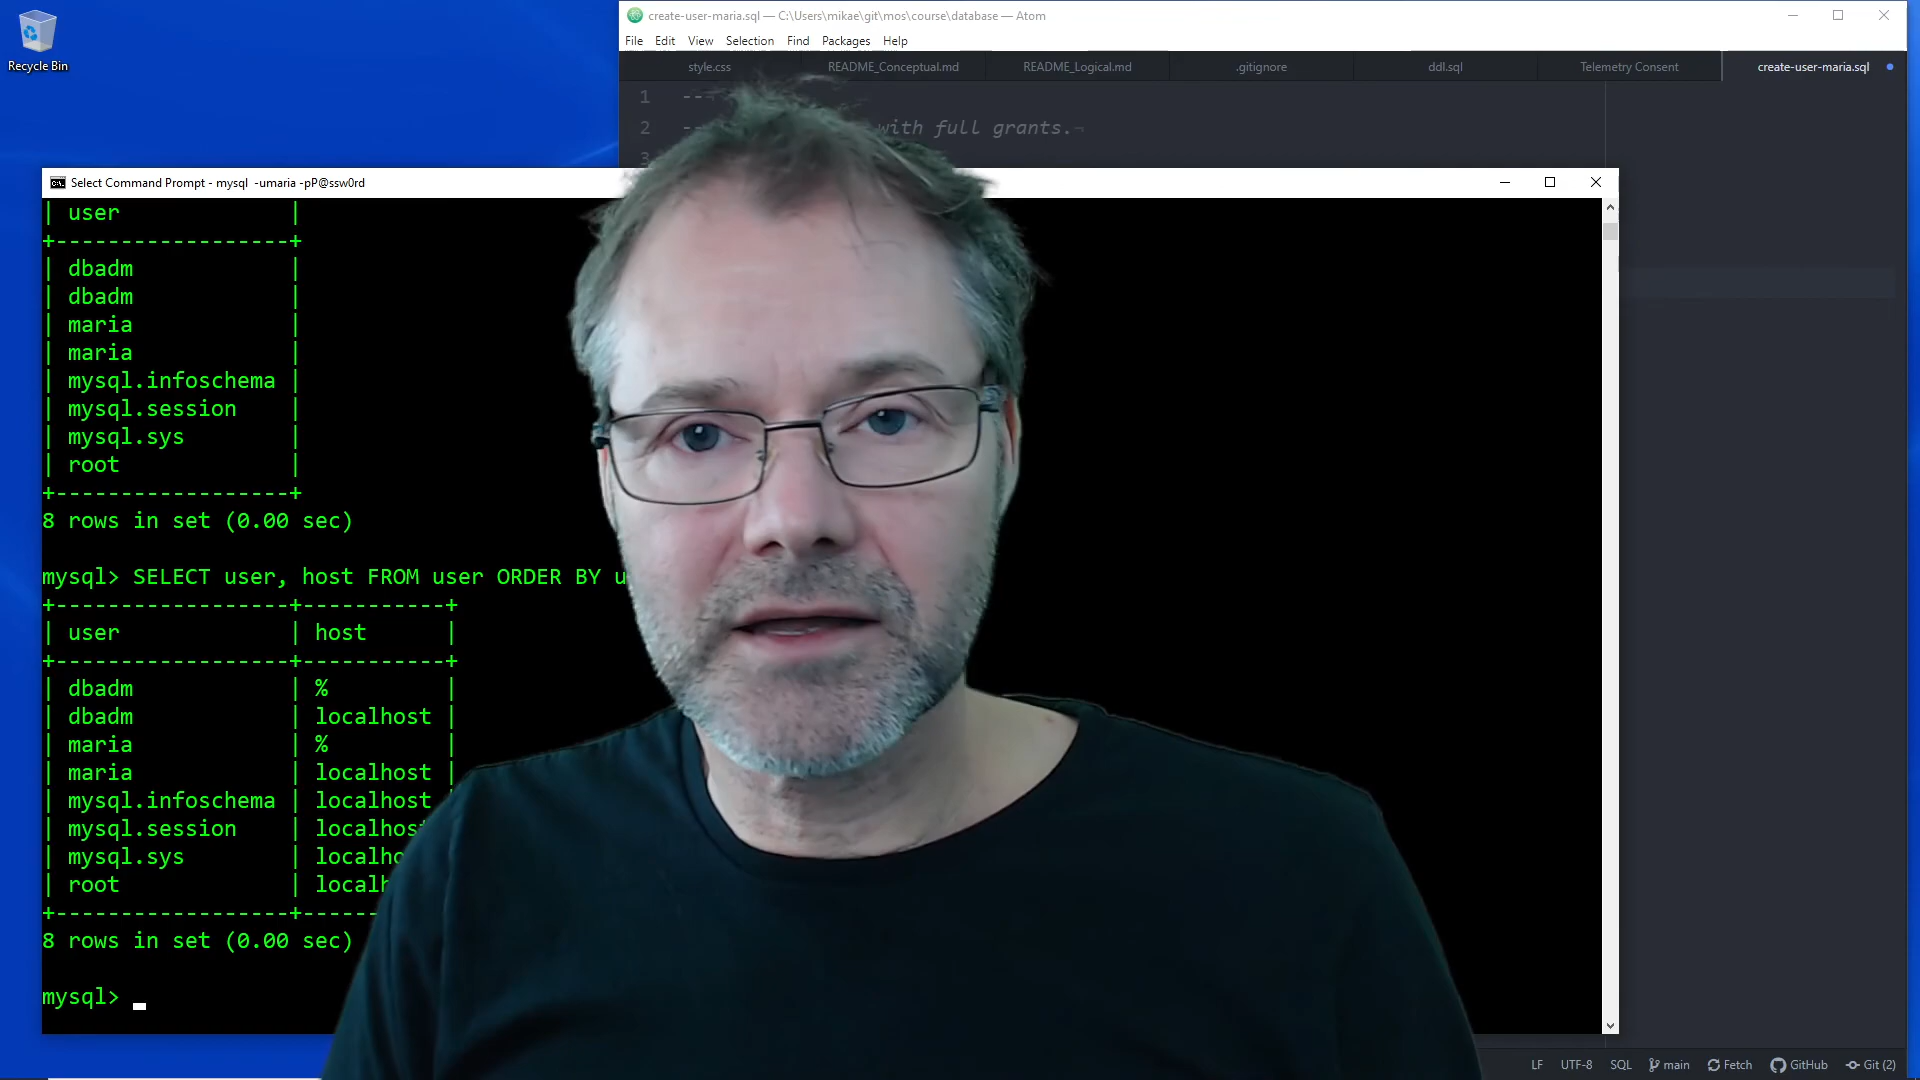 Recycle Bin
create-user-maria.sql — C:\Users\mikae\git\mos\course\database — Atom
File Edit View Selection Find Packages Help
style.css README_Conceptual.md README_Logical.md .gitignore ddl.sql Telemetry Consent create-user-maria.sql
1 --
2 -- with full grants.¬
3
Select Command Prompt - mysql -umaria -pP@ssw0rd
| user |
+------------------+
| dbadm |
| dbadm |
| maria |
| maria |
| mysql.infoschema |
| mysql.session |
| mysql.sys |
| root |
+------------------+
8 rows in set (0.00 sec)
mysql> SELECT user, host FROM user ORDER BY u
+------------------+-----------+
| user | host |
+------------------+-----------+
| dbadm | % |
| dbadm | localhost |
| maria | % |
| maria | localhost |
| mysql.infoschema | localhost
| mysql.session | localhost
| mysql.sys | localho
| root | localh
+------------------+------
8 rows in set (0.00 sec)
mysql>
LF UTF-8 SQL main Fetch GitHub Git (2)